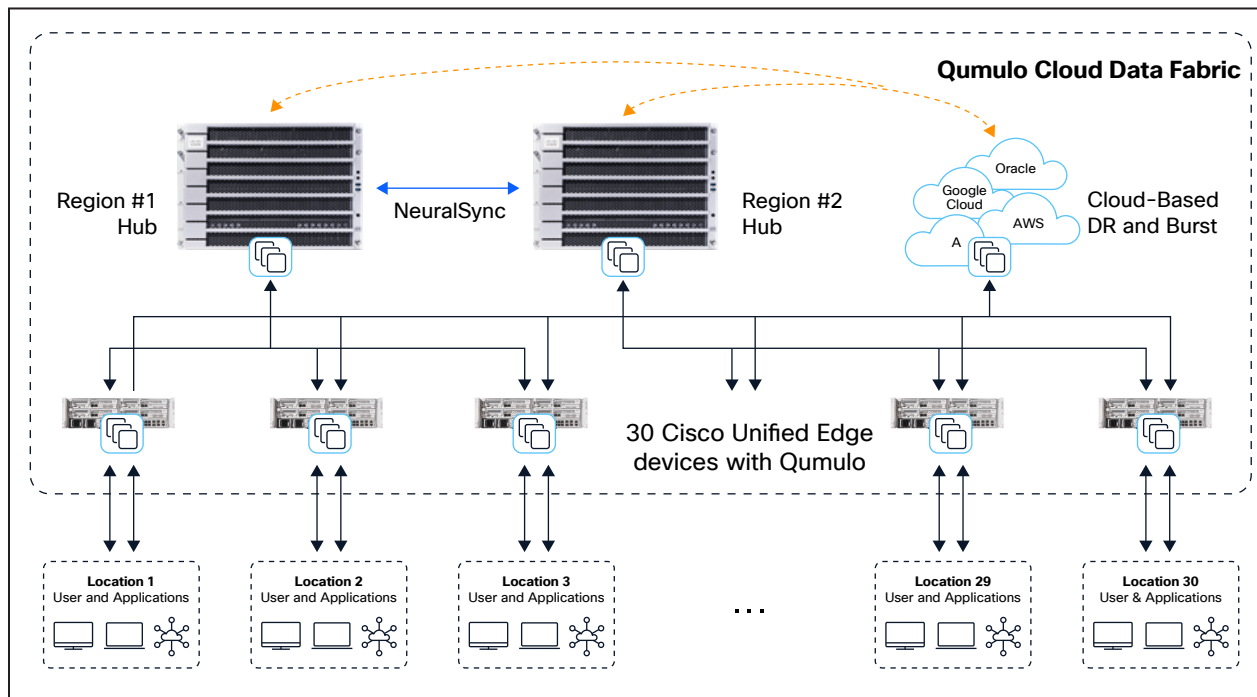 Qumulo Cloud Data Fabric
Region #1
Hub
NeuralSync
Region #2
Hub
Oracle
Google
Cloud
AWS
A
Cloud-Based
DR and Burst
30 Cisco Unified Edge
devices with Qumulo
Location 1
User and Applications
Location 2
User and Applications
Location 3
User and Applications
...
Location 29
User and Applications
Location 30
User & Applications